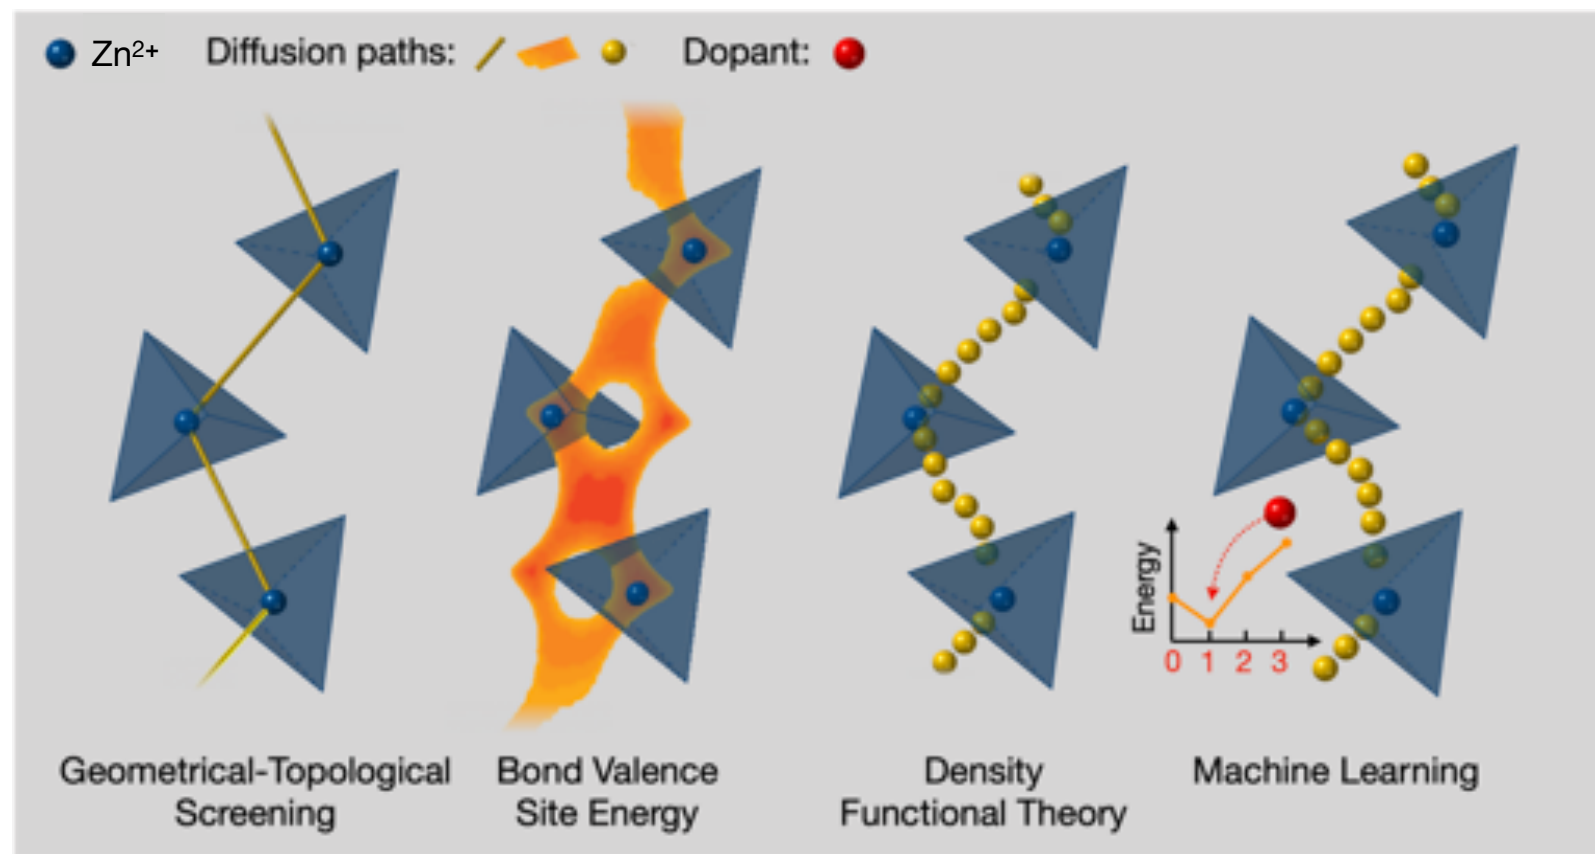 Zn²⁺ Diffusion paths: Dopant:
Energy
0 1 2 3
Geometrical-Topological
Screening
Bond Valence
Site Energy
Density
Functional Theory
Machine Learning